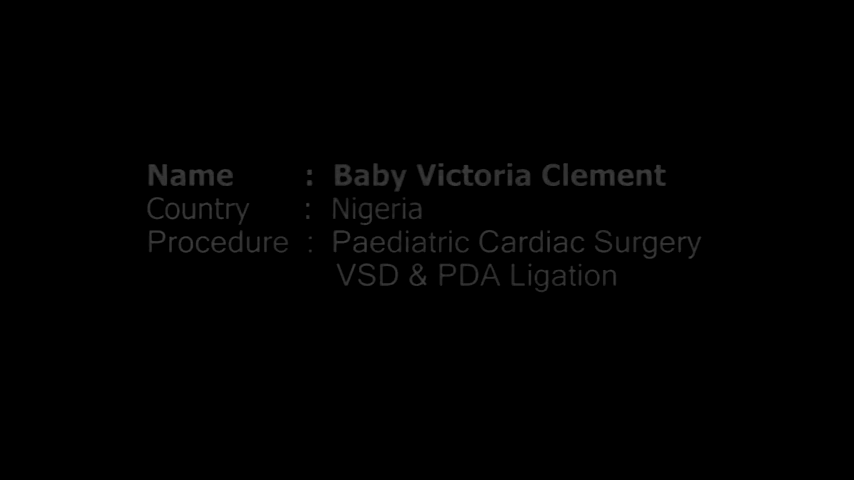 Name : Baby Victoria Clement
Country : Nigeria
Procedure : Paediatric Cardiac Surgery
VSD & PDA Ligation